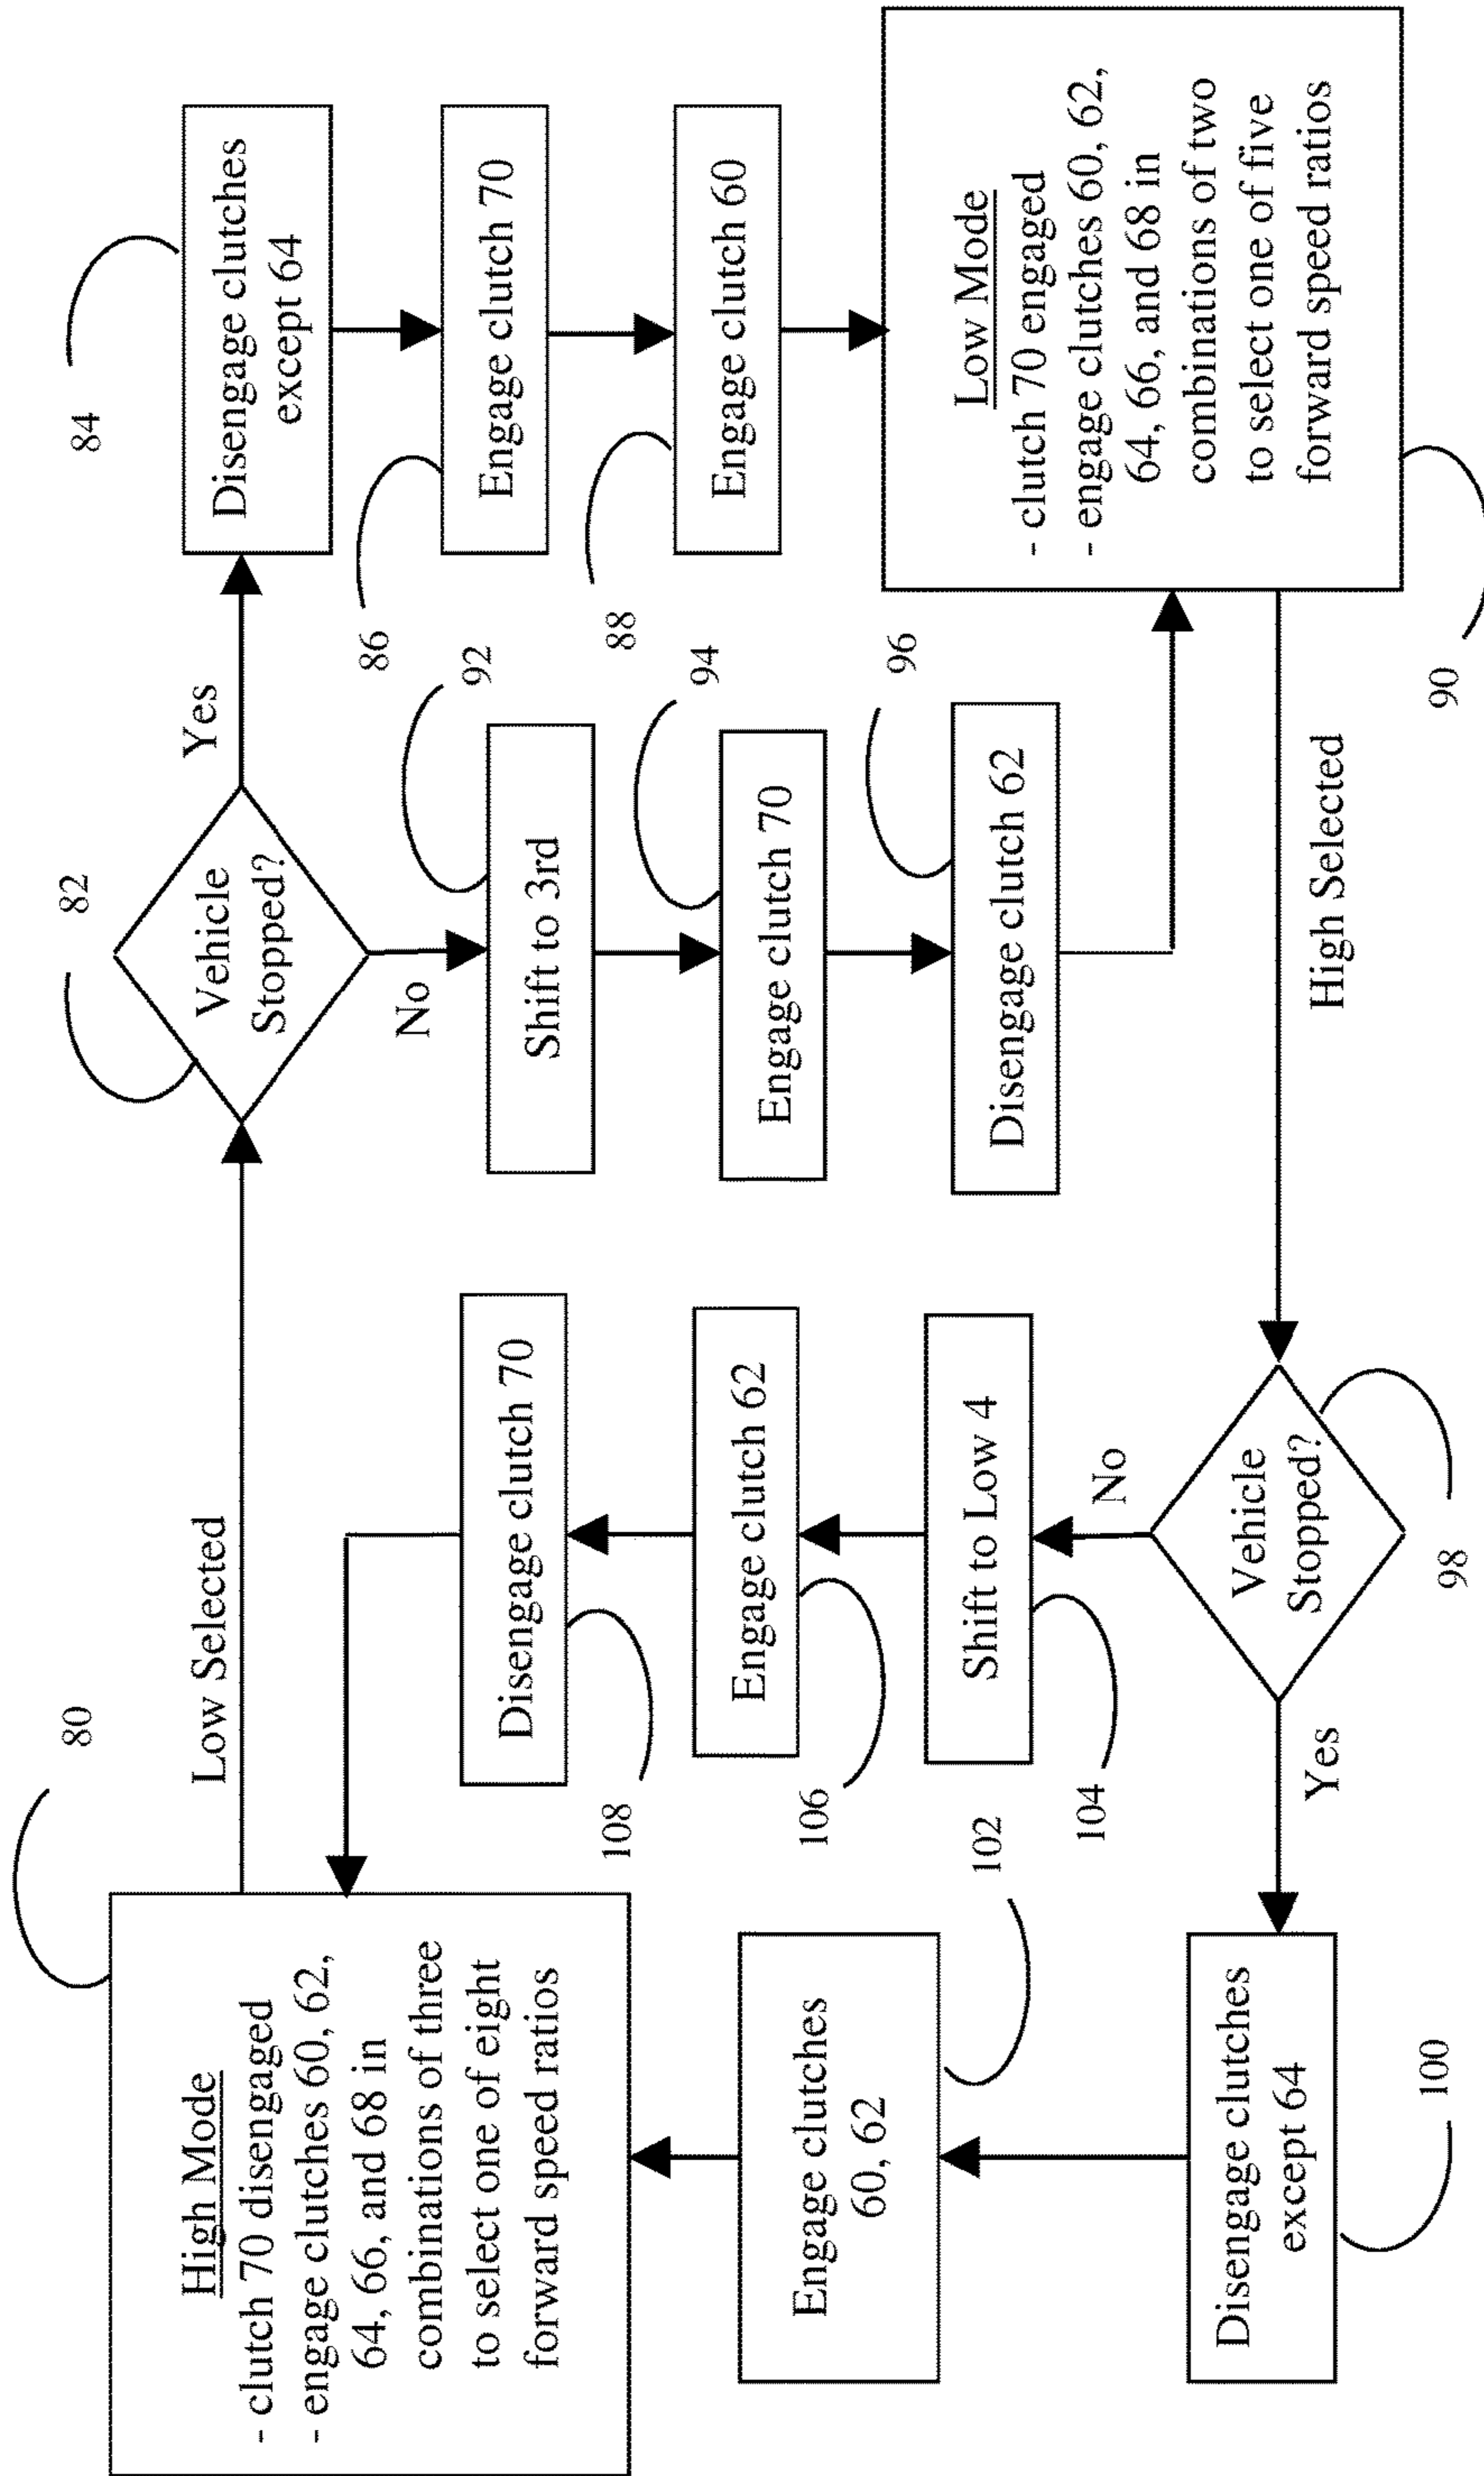 80
High Mode
- clutch 70 disengaged
- engage clutches 60, 62,
64, 66, and 68 in
combinations of three
to select one of eight
forward speed ratios
Low Selected
82
Vehicle
Stopped?
Yes
No
84
Disengage clutches
except 64
86
Engage clutch 70
88
Engage clutch 60
92
Shift to 3rd
94
Engage clutch 70
96
Disengage clutch 62
Low Mode
- clutch 70 engaged
- engage clutches 60, 62,
64, 66, and 68 in
combinations of two
to select one of five
forward speed ratios
90
High Selected
98
Vehicle
Stopped?
No
Yes
104
Shift to Low 4
106
Engage clutch 62
108
Disengage clutch 70
100
Disengage clutches
except 64
102
Engage clutches
60, 62